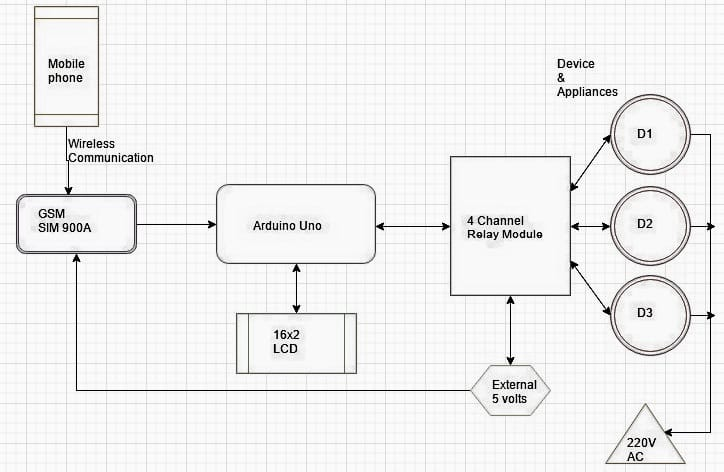 Mobile
phone
Wireless
Communication
GSM
SIM 900A
Arduino Uno
16x2
LCD
4 Channel
Relay Module
External
5 volts
Device
&
Appliances
D1
D2
D3
220V
AC